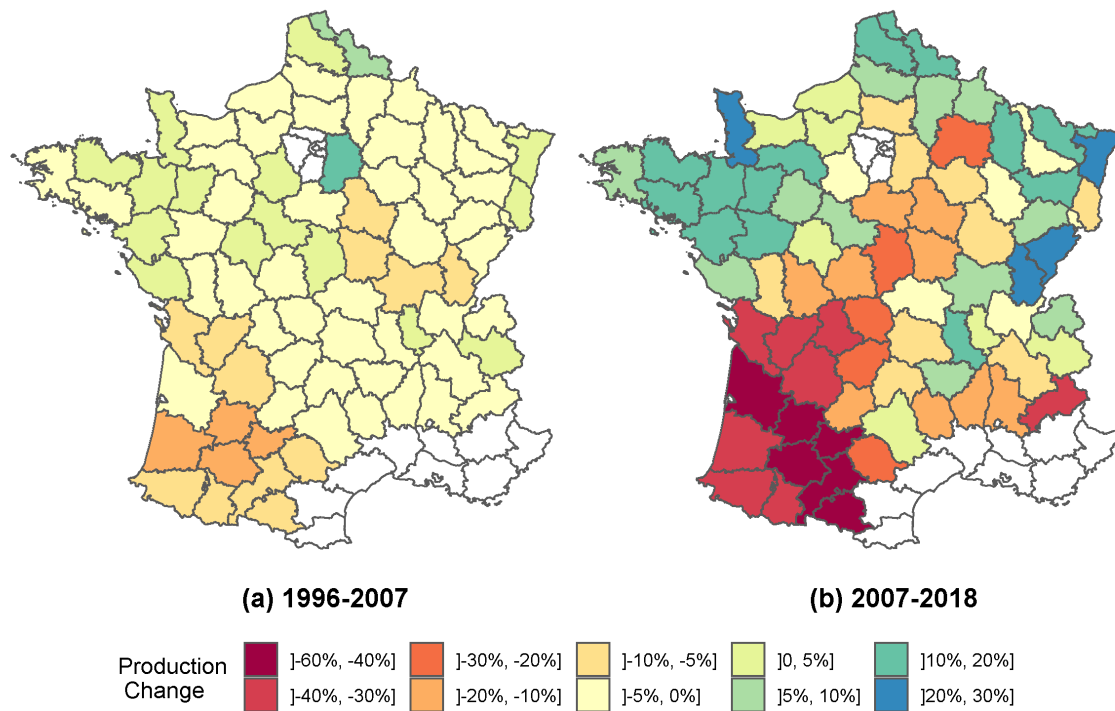 (a) 1996-2007
(b) 2007-2018
Production
Change
]-60%, -40%]
]-30%, -20%]
]-10%, -5%]
]0, 5%]
]10%, 20%]
]-40%, -30%]
]-20%, -10%]
]-5%, 0%]
]5%, 10%]
]20%, 30%]